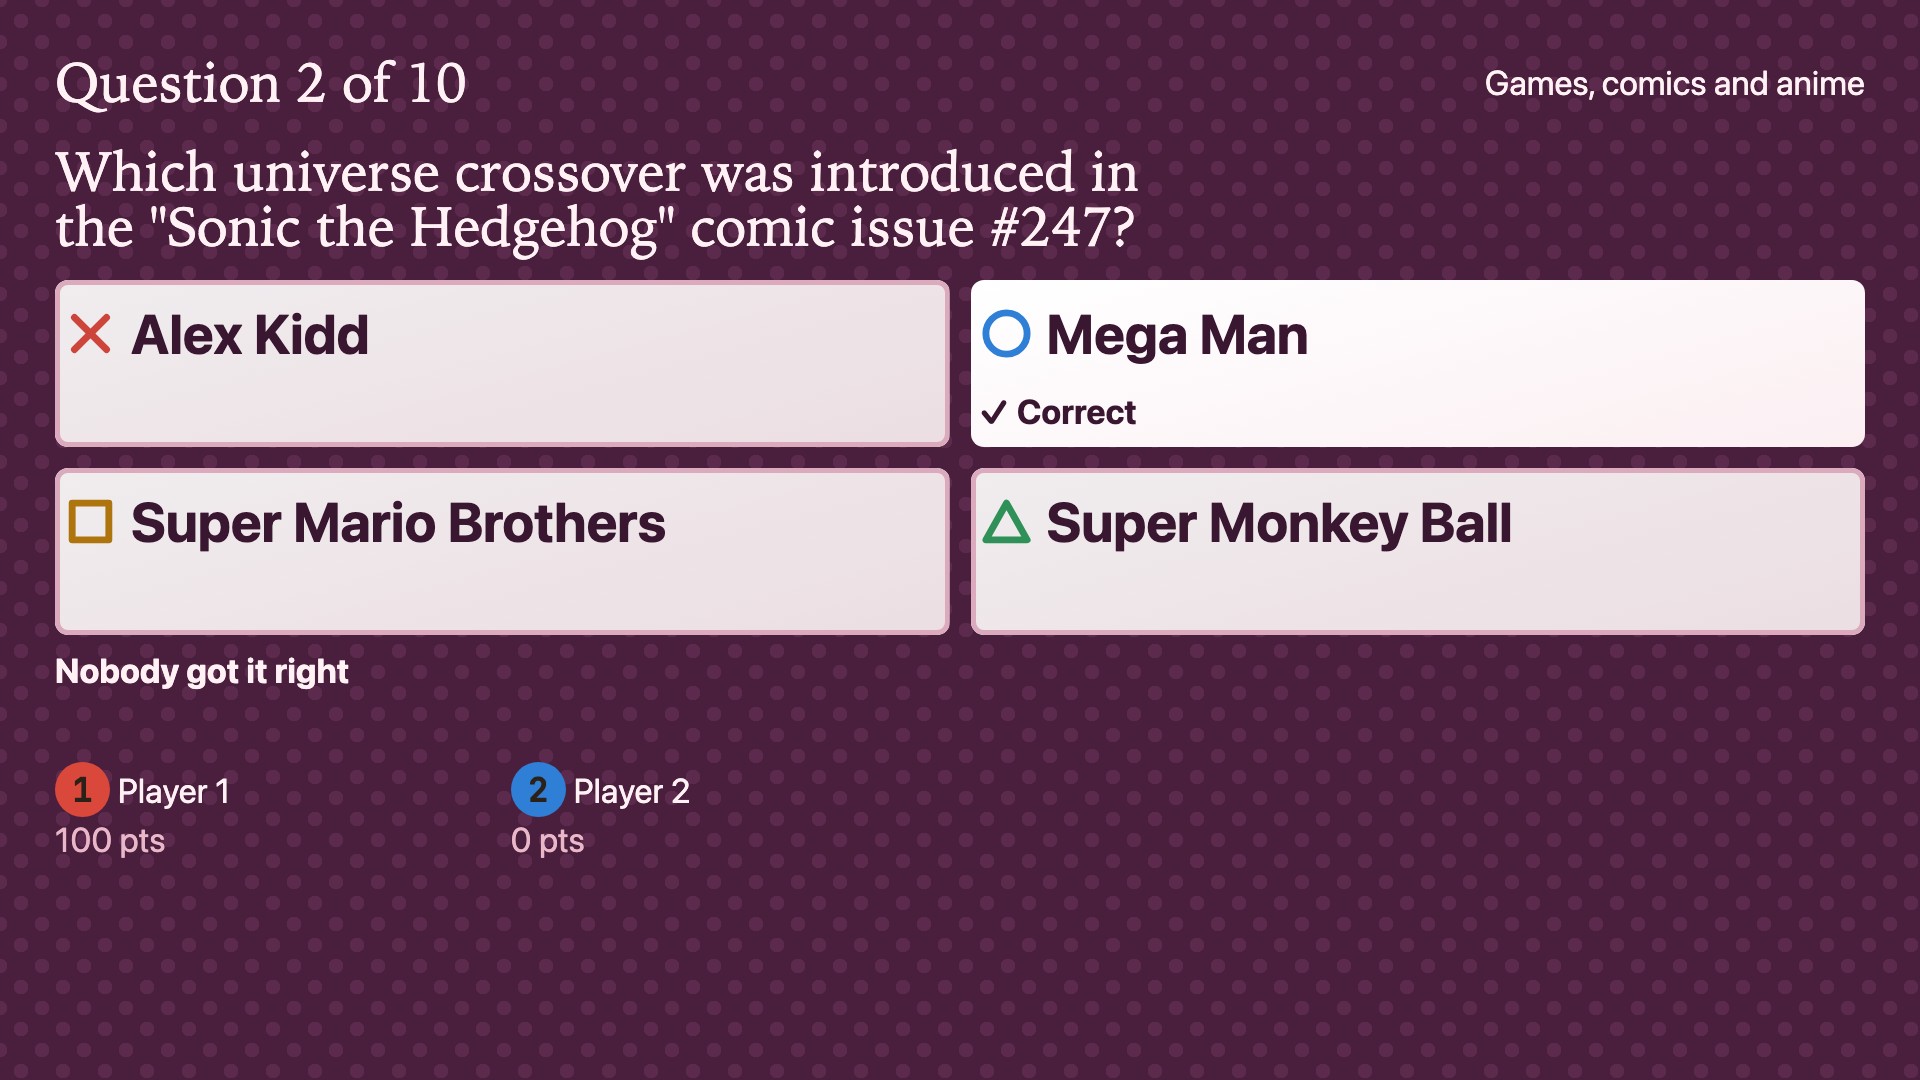 Question 2 of 10
Games, comics and anime
Which universe crossover was introduced in
the "Sonic the Hedgehog" comic issue #247?
Alex Kidd
Mega Man
✓ Correct
Super Mario Brothers
Super Monkey Ball
Nobody got it right
1 Player 1
100 pts
2 Player 2
0 pts